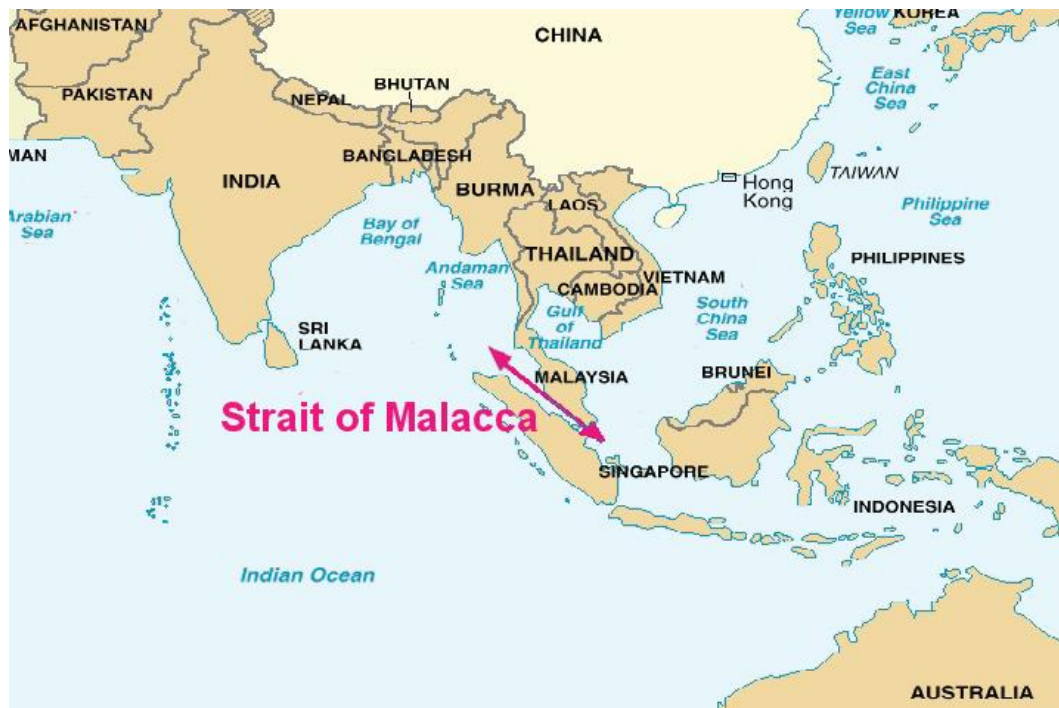 AFGHANISTAN
CHINA
Yellow
Sea
KOREA
East
China
Sea
PAKISTAN
NEPAL
BHUTAN
MAN
INDIA
BANGLADESH
BURMA
LAOS
Hong
Kong
TAIWAN
Arabian
Sea
Bay of
Bengal
Philippine
Sea
THAILAND
Andaman
Sea
VIETNAM
CAMBODIA
PHILIPPINES
South
China
Sea
Gulf
of
Thailand
SRI
LANKA
MALAYSIA
BRUNEI
Strait of Malacca
SINGAPORE
INDONESIA
Indian Ocean
AUSTRALIA